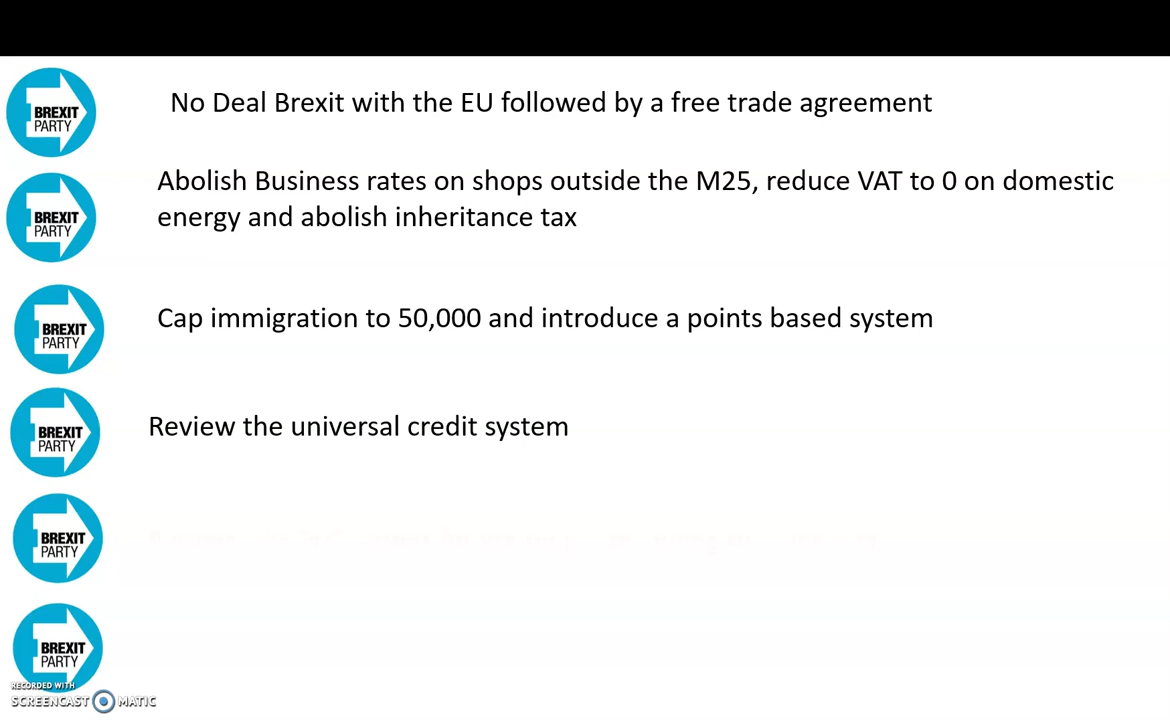 BREXIT
PARTY
No Deal Brexit with the EU followed by a free trade agreement
BREXIT
PARTY
Abolish Business rates on shops outside the M25, reduce VAT to 0 on domestic
energy and abolish inheritance tax
BREXIT
PARTY
Cap immigration to 50,000 and introduce a points based system
BREXIT
PARTY
Review the universal credit system
BREXIT
PARTY
BREXIT
PARTY
RECORDED WITH
SCREENCAST MATIC